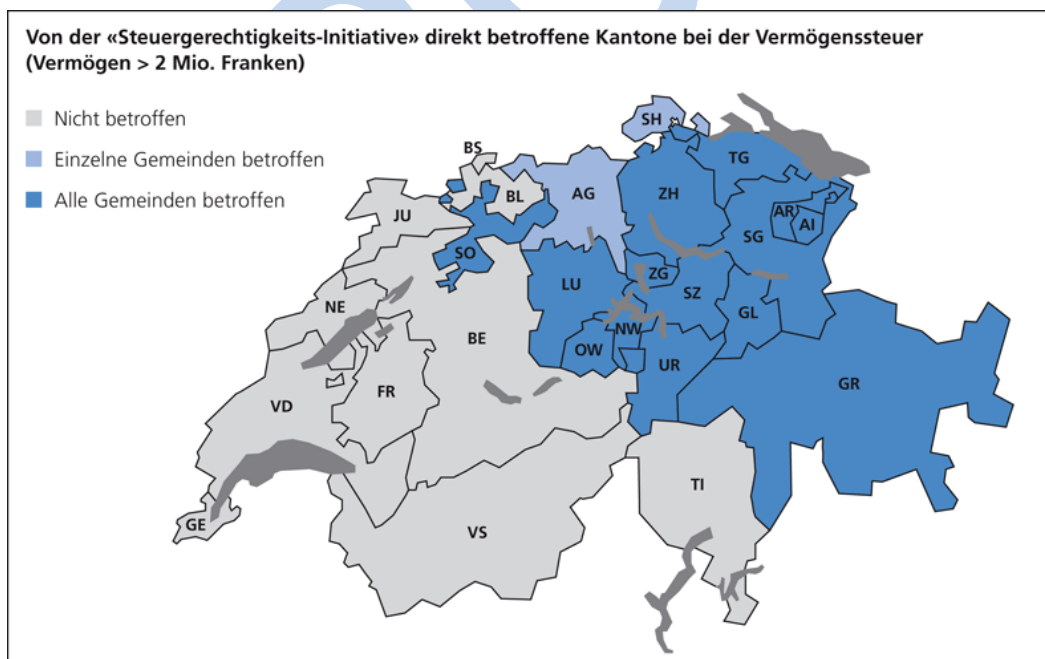 Von der «Steuergerechtigkeits-Initiative» direkt betroffene Kantone bei der Vermögenssteuer
(Vermögen > 2 Mio. Franken)
Nicht betroffen
Einzelne Gemeinden betroffen
Alle Gemeinden betroffen
SH
BS
TG
BL
AG
ZH
JU
AR
AI
SG
SO
ZG
LU
SZ
NE
GL
NW
BE
OW
UR
FR
GR
VD
TI
GE
VS